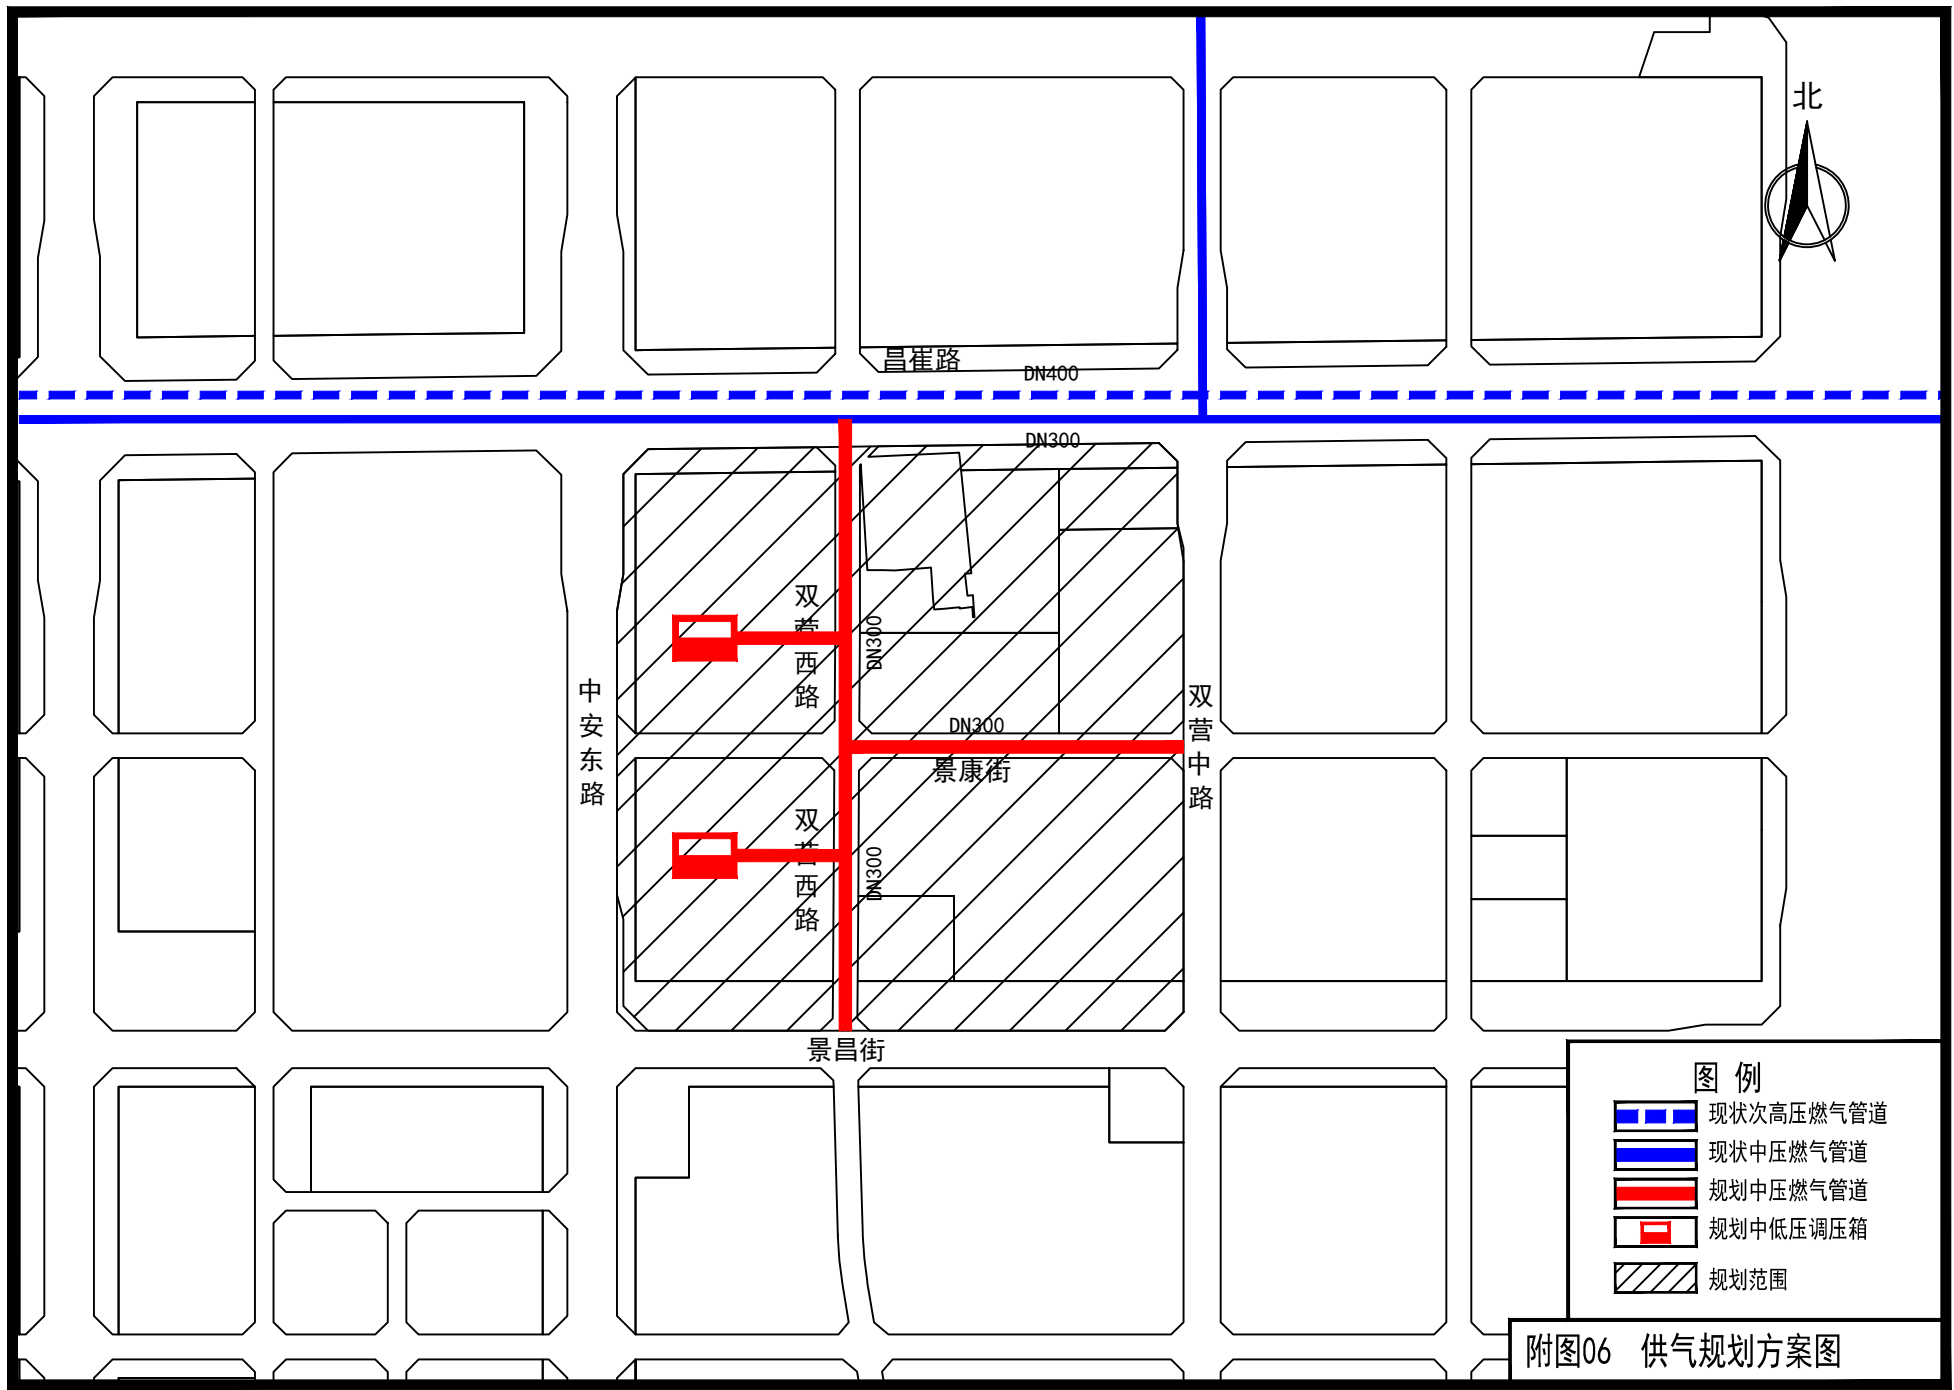 北
昌崔路
DN400
DN300
双营西路
DN300
中安东路
双营中路
DN300
景康街
双营西路
DN300
景昌街
图 例
现状次高压燃气管道
现状中压燃气管道
规划中压燃气管道
规划中低压调压箱
规划范围
附图06 供气规划方案图